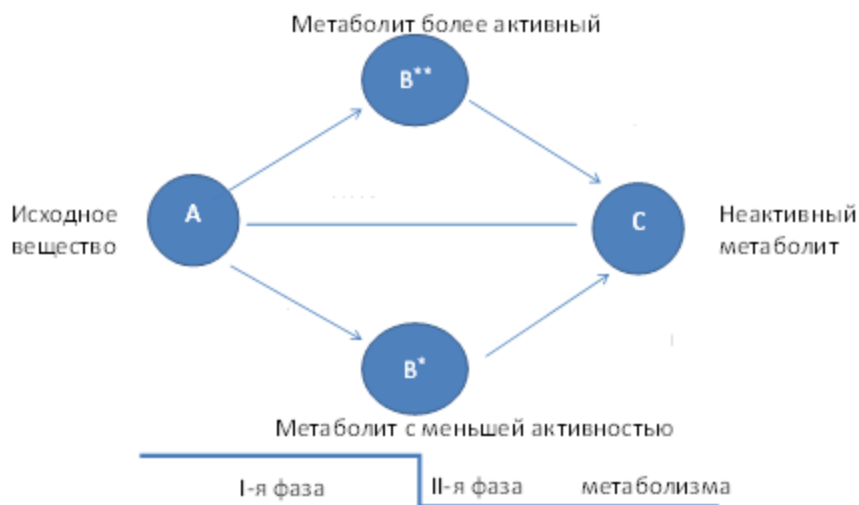 Метаболит более активный
B**
A
Исходное
вещество
C
Неактивный
метаболит
B*
Метаболит с меньшей активностью
I-я фаза
II-я фаза
метаболизма